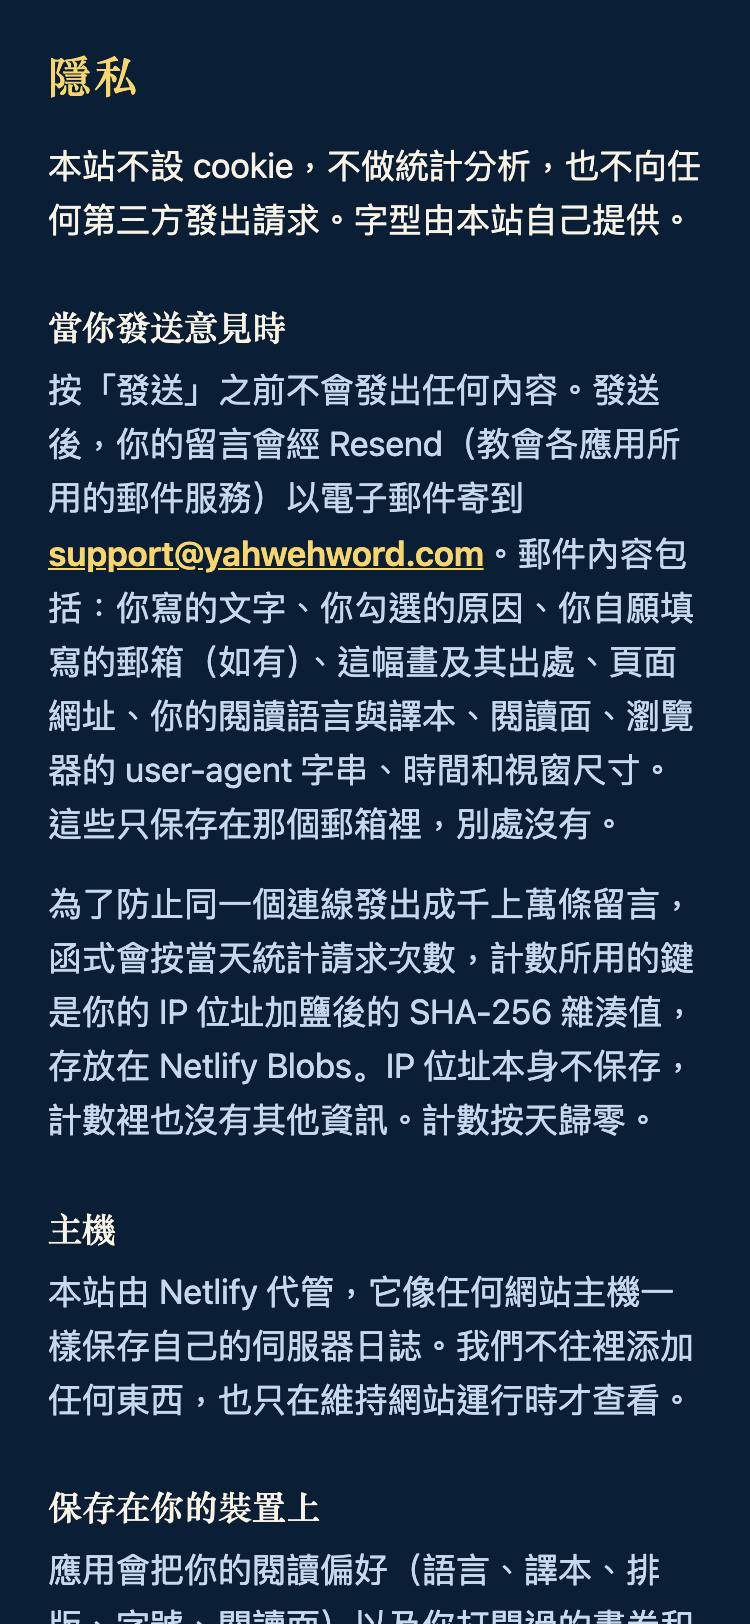 隱私
本站不設 cookie，不做統計分析，也不向任
何第三方發出請求。字型由本站自己提供。
當你發送意見時
按「發送」之前不會發出任何內容。發送
後，你的留言會經 Resend（教會各應用所
用的郵件服務）以電子郵件寄到
support@yahwehword.com。郵件內容包
括：你寫的文字、你勾選的原因、你自願填
寫的郵箱（如有）、這幅畫及其出處、頁面
網址、你的閱讀語言與譯本、閱讀面、瀏覽
器的 user-agent 字串、時間和視窗尺寸。
這些只保存在那個郵箱裡，別處沒有。
為了防止同一個連線發出成千上萬條留言，
函式會按當天統計請求次數，計數所用的鍵
是你的 IP 位址加鹽後的 SHA-256 雜湊值，
存放在 Netlify Blobs。IP 位址本身不保存，
計數裡也沒有其他資訊。計數按天歸零。
主機
本站由 Netlify 代管，它像任何網站主機一
樣保存自己的伺服器日誌。我們不往裡添加
任何東西，也只在維持網站運行時才查看。
保存在你的裝置上
應用會把你的閱讀偏好（語言、譯本、排
版、字號、閱讀面）以及你打開過的書卷和